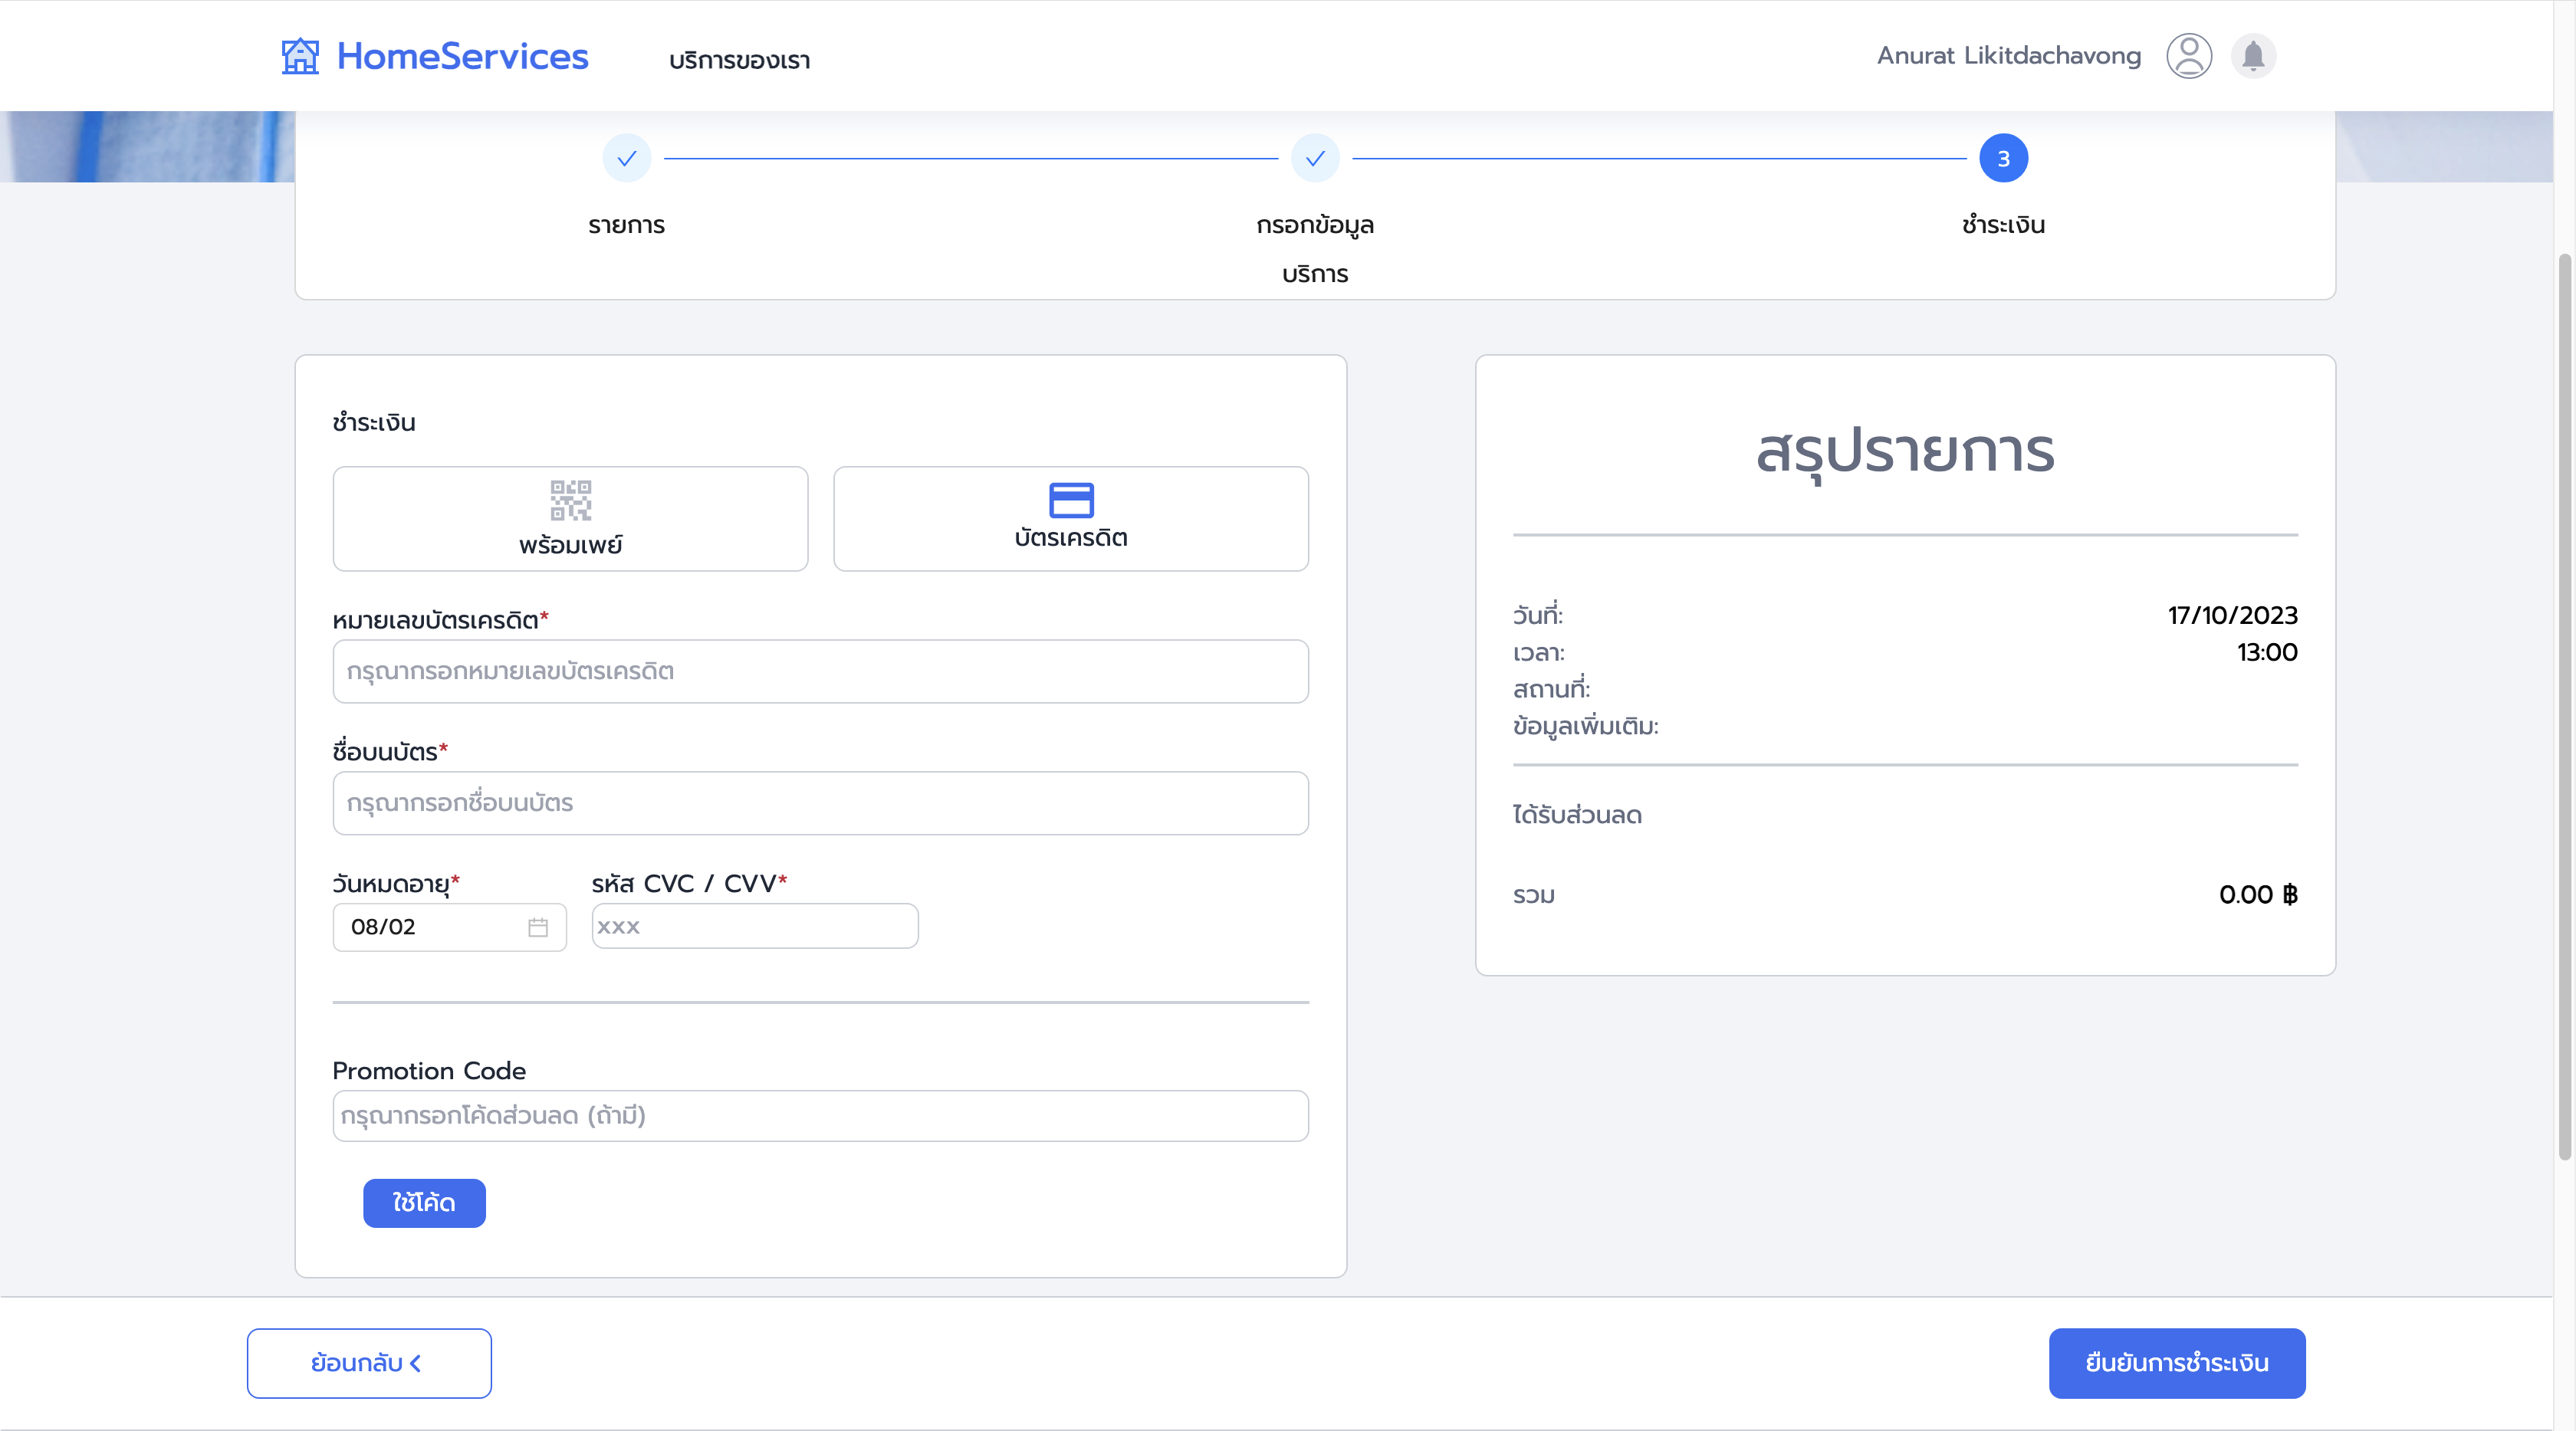 HomeServices
บริการของเรา
Anurat Likitdachavong
3
รายการ
กรอกข้อมูล
บริการ
ชำระเงิน
ชำระเงิน
พร้อมเพย์
บัตรเครดิต
หมายเลขบัตรเครดิต*
กรุณากรอกหมายเลขบัตรเครดิต
ชื่อบนบัตร*
กรุณากรอกชื่อบนบัตร
วันหมดอายุ*
08/02
รหัส CVC / CVV*
xxx
Promotion Code
กรุณากรอกโค้ดส่วนลด (ถ้ามี)
ใช้โค้ด
สรุปรายการ
วันที่: 17/10/2023
เวลา: 13:00
สถานที่:
ข้อมูลเพิ่มเติม:
ได้รับส่วนลด
รวม 0.00 ฿
ย้อนกลับ
ยืนยันการชำระเงิน